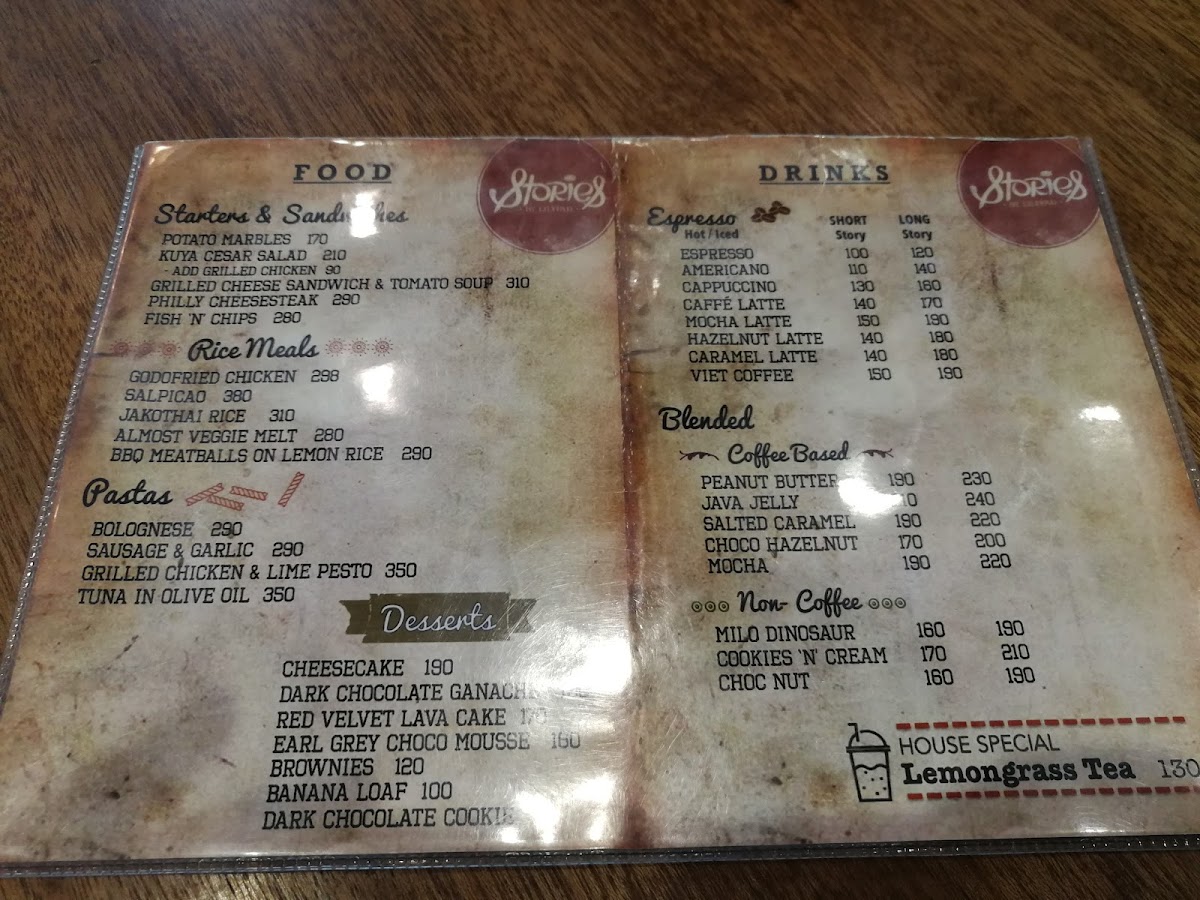 FOOD
Stories
Starters & Sandwiches
POTATO MARBLES 170
KUYA CESAR SALAD 210
- ADD GRILLED CHICKEN 90
GRILLED CHEESE SANDWICH & TOMATO SOUP 310
PHILLY CHEESESTEAK 290
FISH 'N' CHIPS 280
Rice Meals
GODOFRIED CHICKEN 298
SALPICAO 380
JAKOTHAI RICE 310
ALMOST VEGGIE MELT 280
BBQ MEATBALLS ON LEMON RICE 290
Pastas
BOLOGNESE 290
SAUSAGE & GARLIC 290
GRILLED CHICKEN & LIME PESTO 350
TUNA IN OLIVE OIL 350
Desserts
CHEESECAKE 190
DARK CHOCOLATE GANACHE
RED VELVET LAVA CAKE 170
EARL GREY CHOCO MOUSSE 160
BROWNIES 120
BANANA LOAF 100
DARK CHOCOLATE COOKIE
DRINKS
Stories
Espresso SHORT LONG
Hot / Iced Story Story
ESPRESSO 100 120
AMERICANO 110 140
CAPPUCCINO 130 160
CAFFÉ LATTE 140 170
MOCHA LATTE 150 190
HAZELNUT LATTE 140 180
CARAMEL LATTE 140 180
VIET COFFEE 150 190
Blended
Coffee Based
PEANUT BUTTER 190 230
JAVA JELLY 240
SALTED CARAMEL 190 220
CHOCO HAZELNUT 170 200
MOCHA 190 220
Non- Coffee
MILO DINOSAUR 160 190
COOKIES 'N' CREAM 170 210
CHOC NUT 160 190
HOUSE SPECIAL
Lemongrass Tea 130